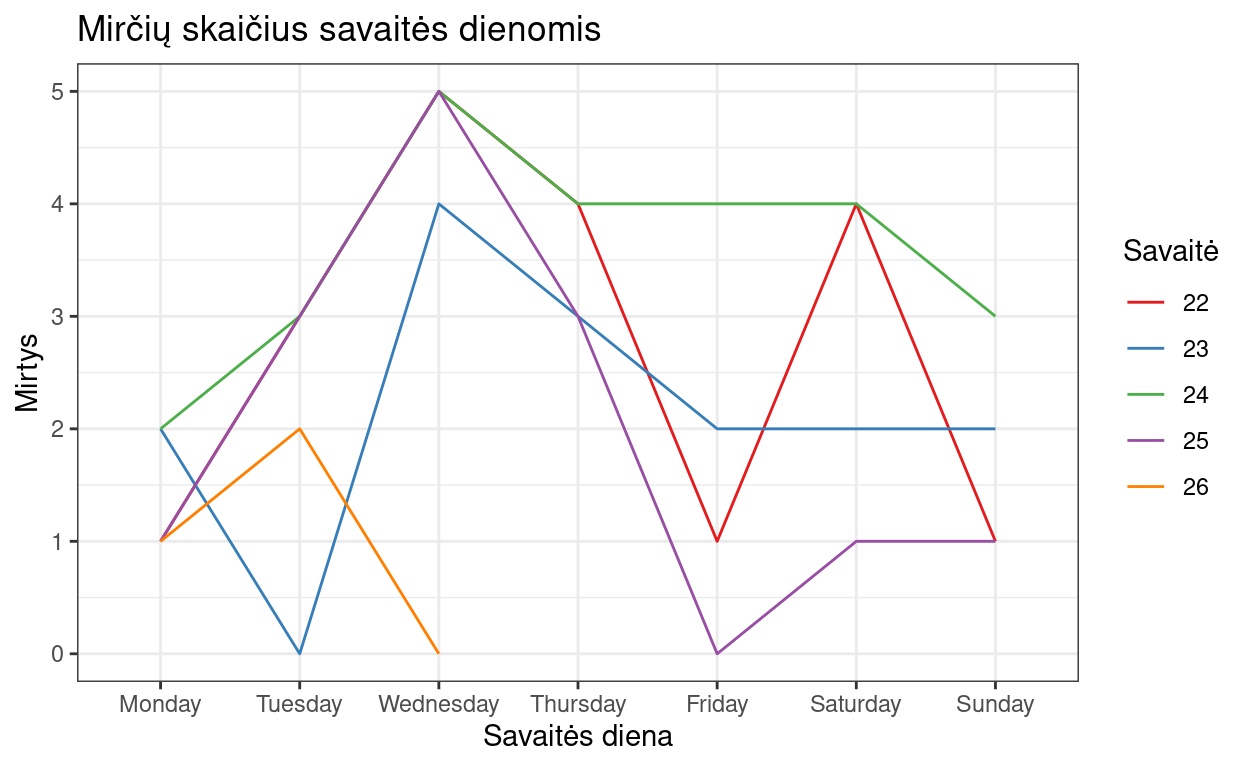 Mirčių skaičius savaitės dienomis
5
4
3
2
1
0
Mirtys
Monday Tuesday Wednesday Thursday Friday Saturday Sunday
Savaitės diena
Savaitė
22
23
24
25
26